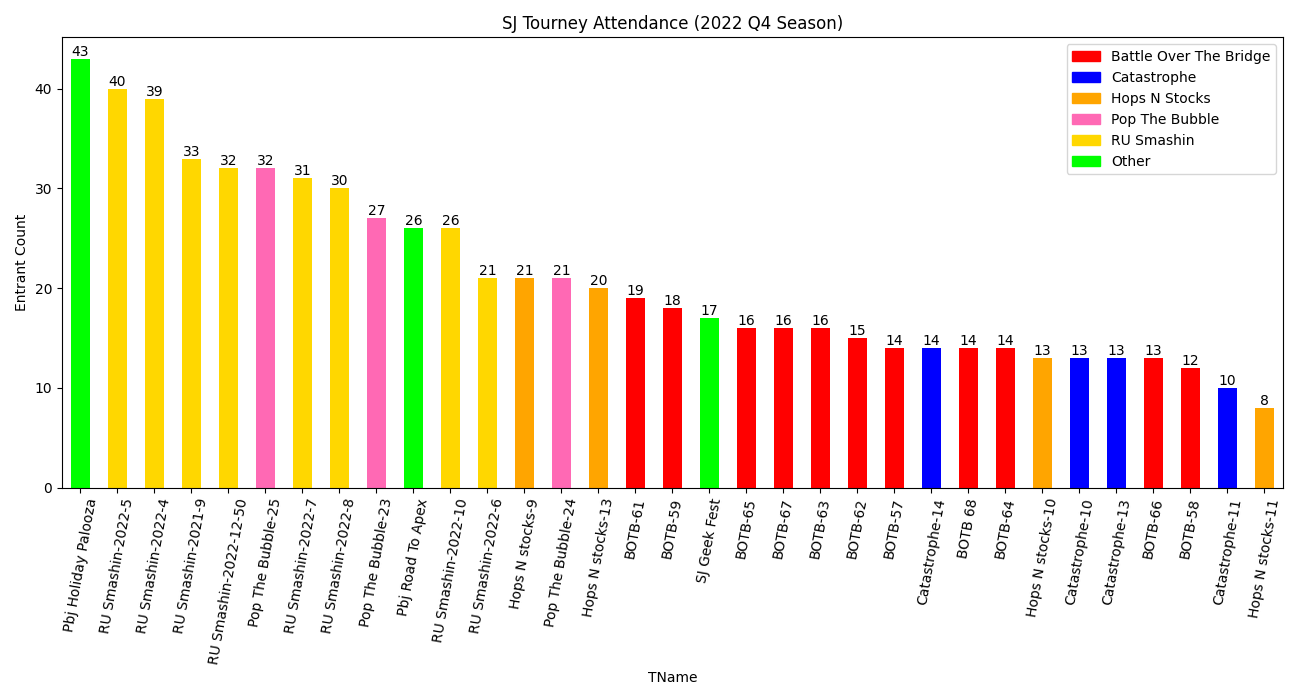 SJ Tourney Attendance (2022 Q4 Season)
Entrant Count
40
30
20
10
0
43
40
39
33
32
32
31
30
27
26
26
21
21
21
20
19
18
17
16
16
16
15
14
14
14
14
13
13
13
13
12
10
8
Battle Over The Bridge
Catastrophe
Hops N Stocks
Pop The Bubble
RU Smashin
Other
Pbj Holiday Palooza
RU Smashin-2022-5
RU Smashin-2022-4
RU Smashin-2021-9
RU Smashin-2022-12-50
Pop The Bubble-25
RU Smashin-2022-7
RU Smashin-2022-8
Pop The Bubble-23
Pbj Road To Apex
RU Smashin-2022-10
RU Smashin-2022-6
Hops N stocks-9
Pop The Bubble-24
Hops N stocks-13
BOTB-61
BOTB-59
SJ Geek Fest
BOTB-65
BOTB-67
BOTB-63
BOTB-62
BOTB-57
Catastrophe-14
BOTB 68
BOTB-64
Hops N stocks-10
Catastrophe-10
Catastrophe-13
BOTB-66
BOTB-58
Catastrophe-11
Hops N stocks-11
TName